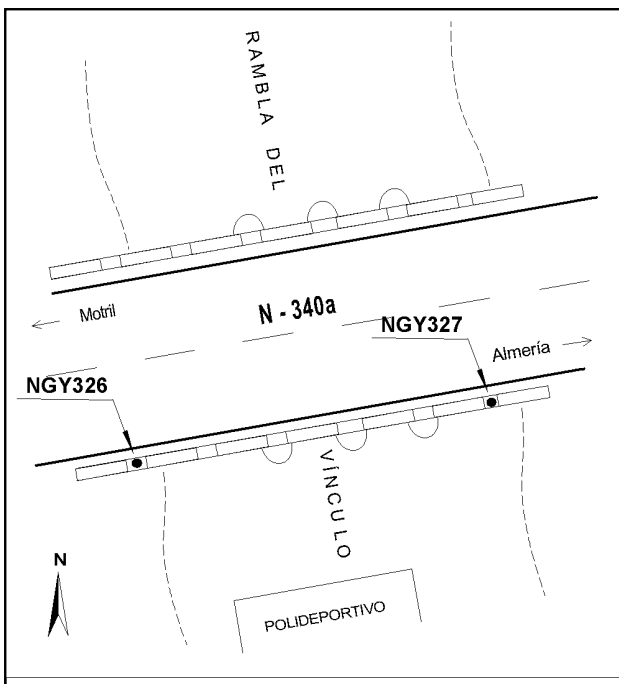 RAMBLA DEL
Motril
N - 340a
NGY327
Almería
NGY326
VÍNCULO
N
POLIDEPORTIVO